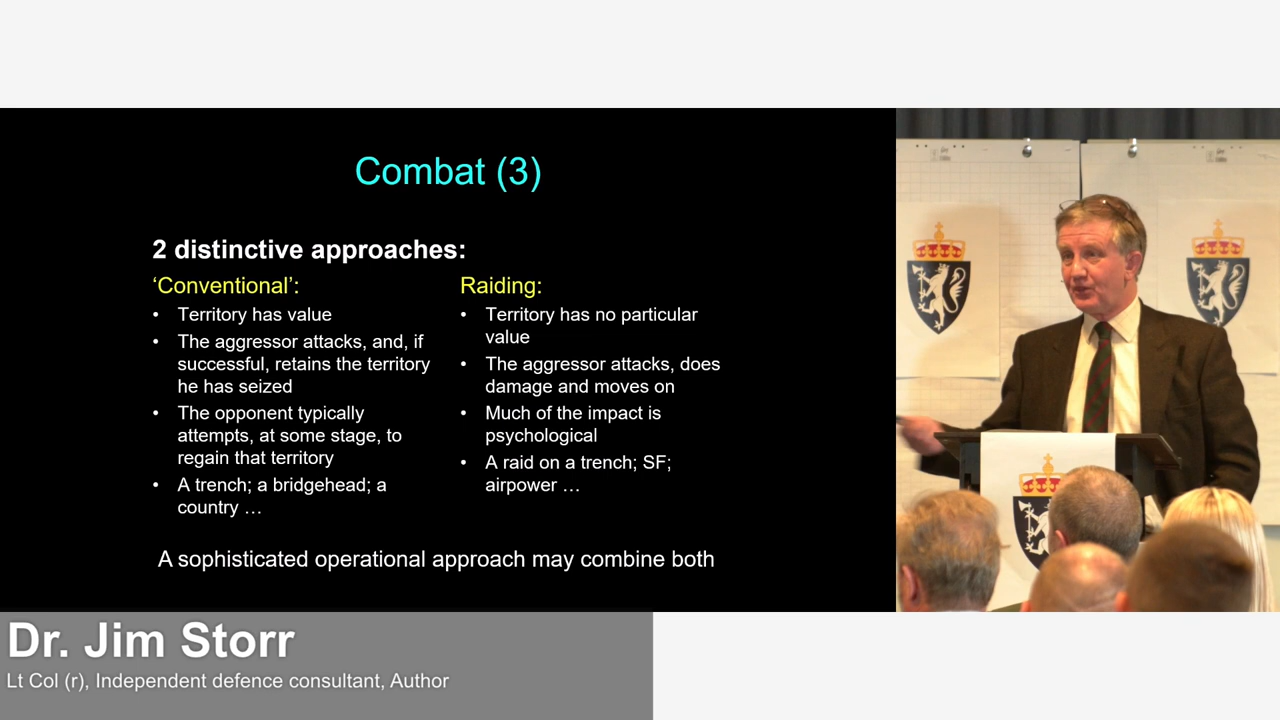 Combat (3)
2 distinctive approaches:
‘Conventional’:
• Territory has value
• The aggressor attacks, and, if
successful, retains the territory
he has seized
• The opponent typically
attempts, at some stage, to
regain that territory
• A trench; a bridgehead; a
country …
Raiding:
• Territory has no particular
value
• The aggressor attacks, does
damage and moves on
• Much of the impact is
psychological
• A raid on a trench; SF;
airpower …
A sophisticated operational approach may combine both
Dr. Jim Storr
Lt Col (r), Independent defence consultant, Author